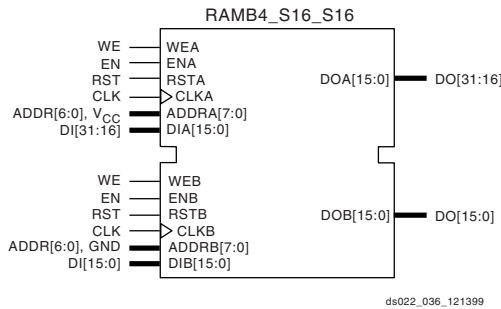 RAMB4_S16_S16
WE WEA
EN ENA
RST RSTA
CLK CLKA
ADDR[6:0], VCC ADDRA[7:0]
DI[31:16] DIA[15:0]
DOA[15:0] DO[31:16]
WE WEB
EN ENB
RST RSTB
CLK CLKB
ADDR[6:0], GND ADDRB[7:0]
DI[15:0] DIB[15:0]
DOB[15:0] DO[15:0]
ds022_036_121399